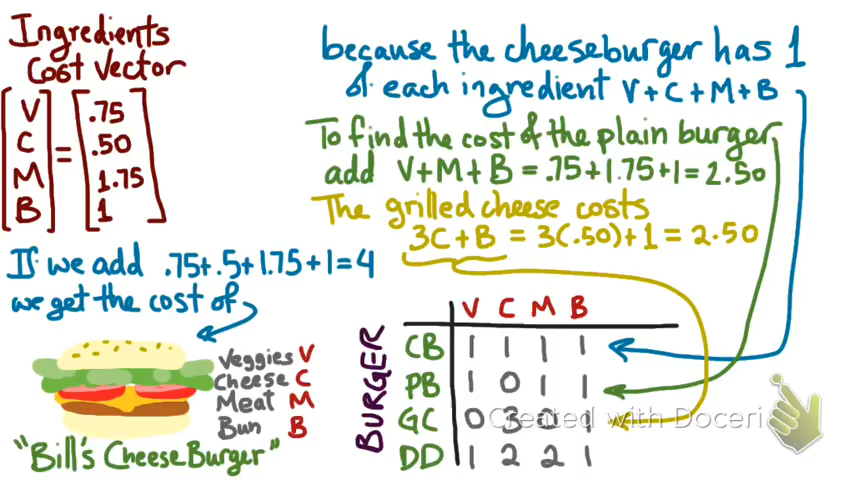 Ingredients
Cost Vector
[V C M B] = [.75 .50 1.75 1]
because the cheeseburger has 1
of each ingredient V+C+M+B
To find the cost of the plain burger
add V+M+B = .75+1.75+1=2.50
The grilled cheese costs
3C+B = 3(.50)+1=2.50
If we add .75+.5+1.75+1=4
we get the cost of
Veggies V
Cheese C
Meat M
Bun B
"Bill's CheeseBurger"
BURGER
V C M B
CB 1 1 1 1
PB 1 0 1 1
GC 0 3 0 1
DD 1 2 2 1
Created with Doceri